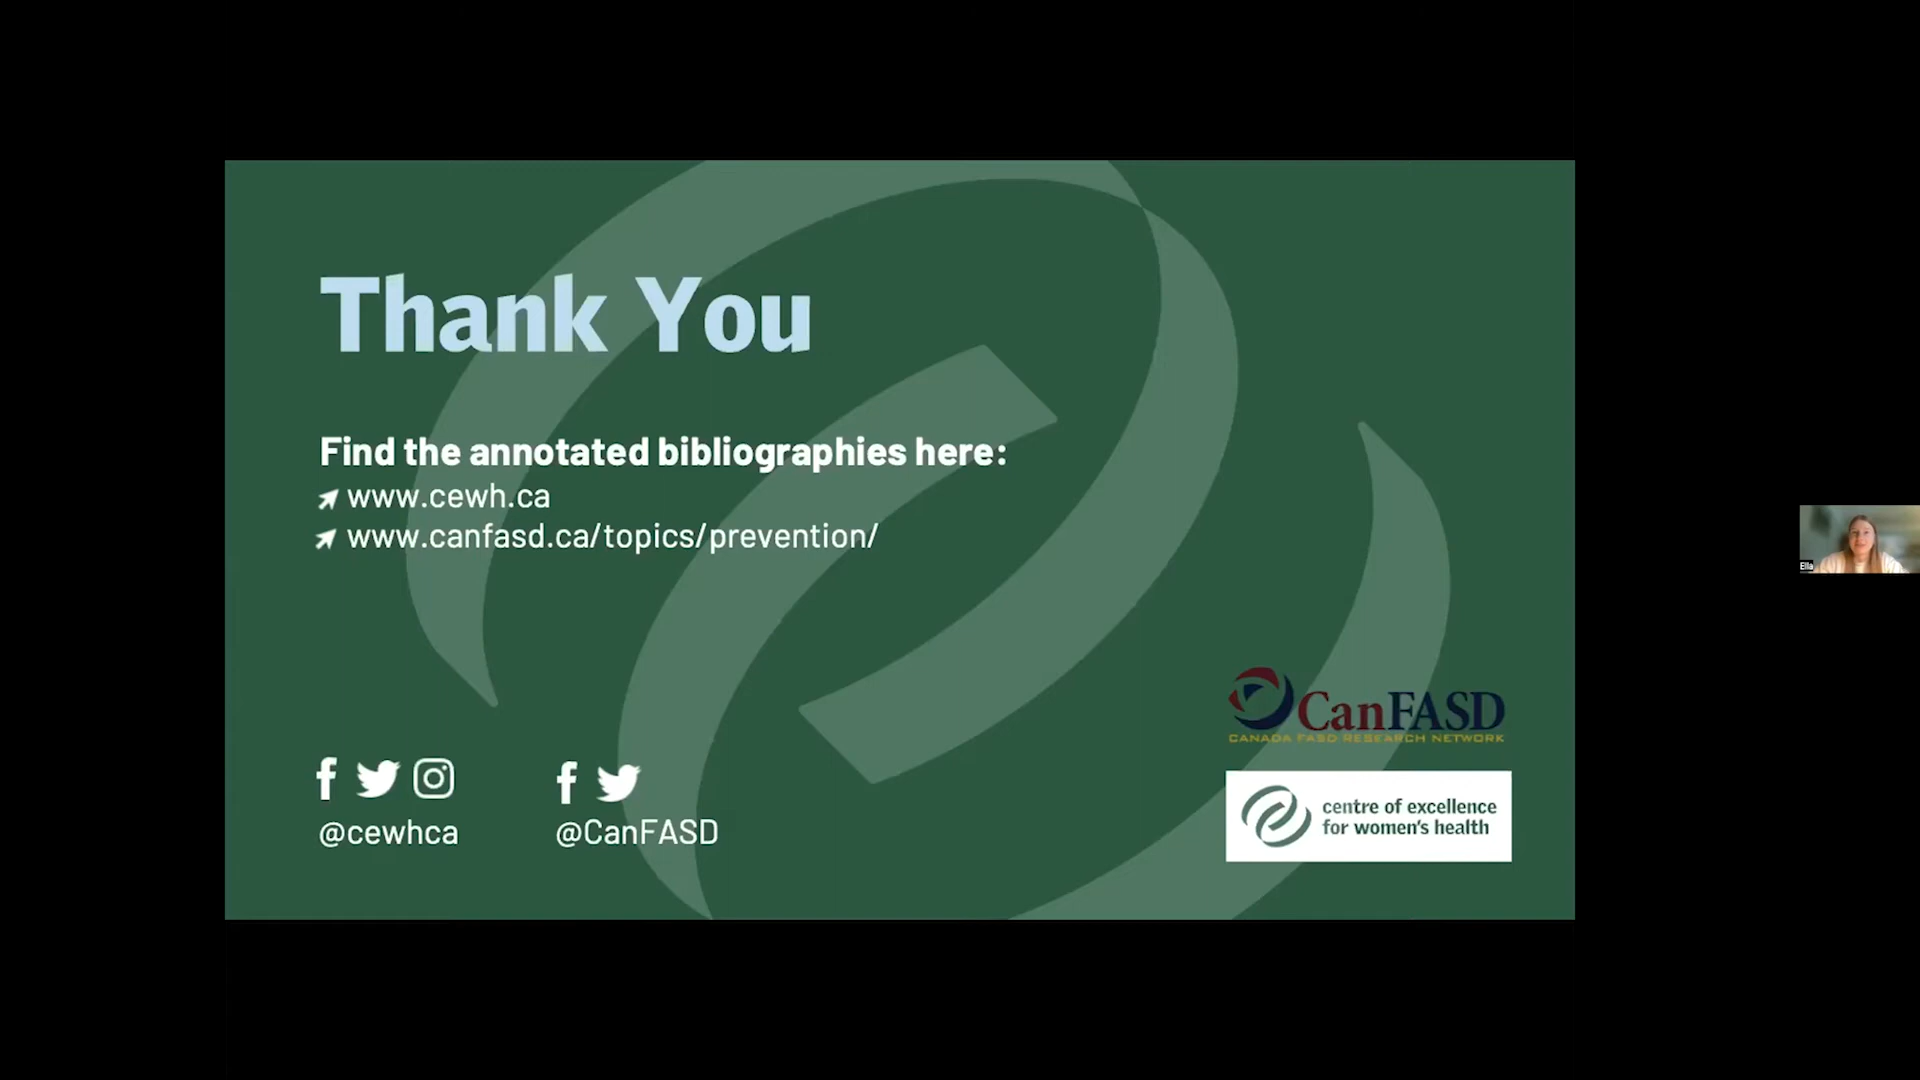 Thank You
Find the annotated bibliographies here:
www.cewh.ca
www.canfasd.ca/topics/prevention/
@cewhca
@CanFASD
CanFASD
CANADA FASD RESEARCH NETWORK
centre of excellence
for women's health
Ella